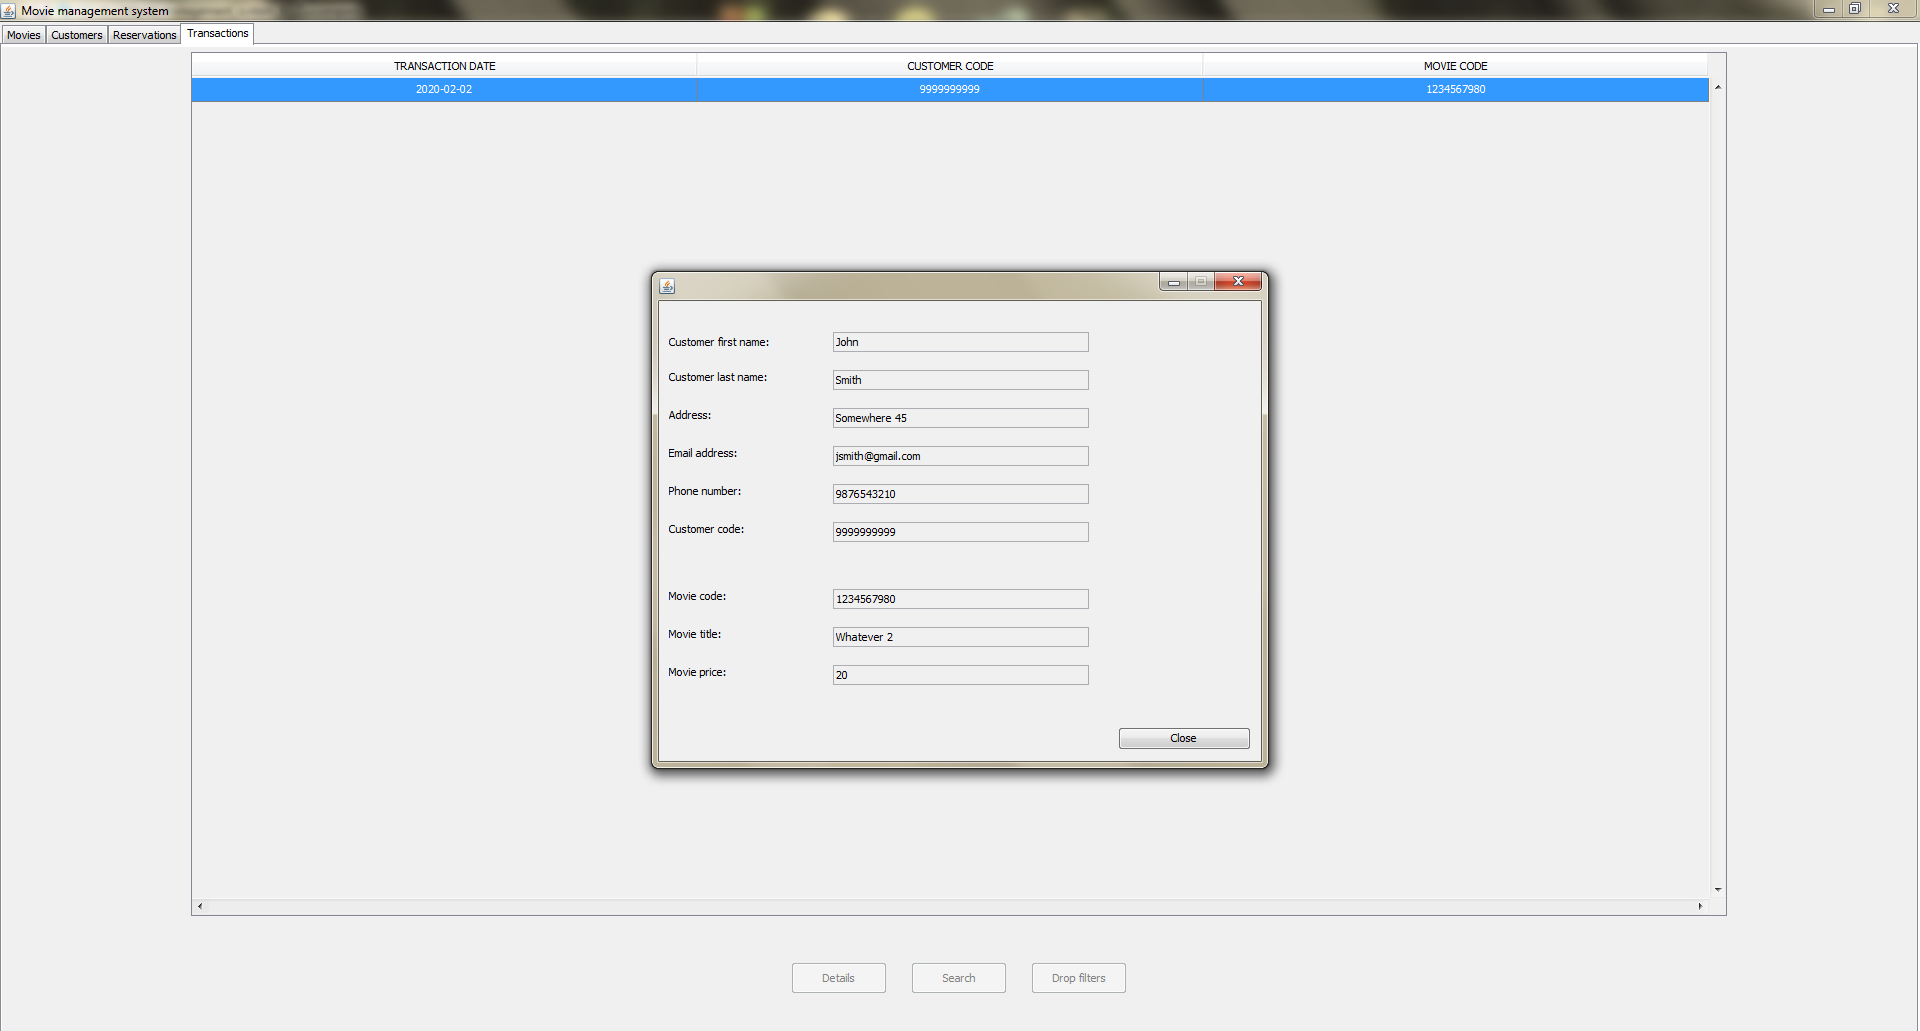 Movie management system
Movies Customers Reservations Transactions
TRANSACTION DATE CUSTOMER CODE MOVIE CODE
2020-02-02 9999999999 1234567980
Customer first name: John
Customer last name: Smith
Address: Somewhere 45
Email address: jsmith@gmail.com
Phone number: 9876543210
Customer code: 9999999999
Movie code: 1234567980
Movie title: Whatever 2
Movie price: 20
Close
Details Search Drop filters